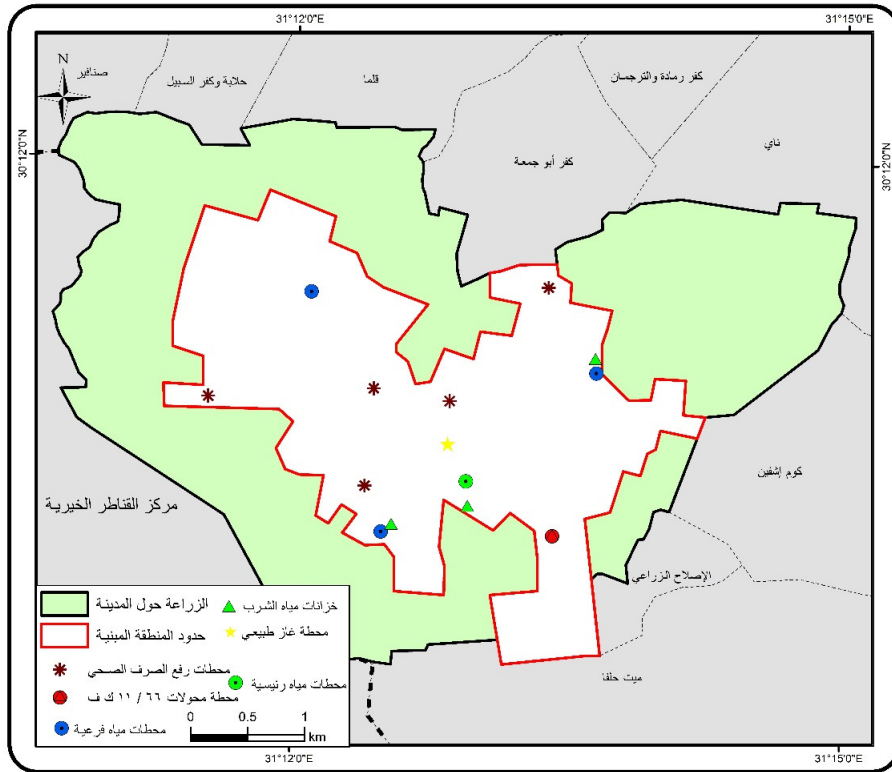 31°12'0"E
31°15'0"E
30°12'0"N
30°12'0"N
N
صنافير
حلابة وكفر السبيل
قلما
كفر رمادة والترجمان
ناي
كفر أبو جمعة
كوم إشفين
مركز القناطر الخيرية
الإصلاح الزراعي
ميت حلفا
الزراعة حول المدينة
خزانات مياه الشرب
حدود المنطقة المبنية
محطة غاز طبيعي
محطات رفع الصرف الصحي
محطات مياه رئيسية
محطة محولات ٦٦ / ١١ ك ف
محطات مياه فرعية
0 0.5 1
km
31°12'0"E
31°15'0"E